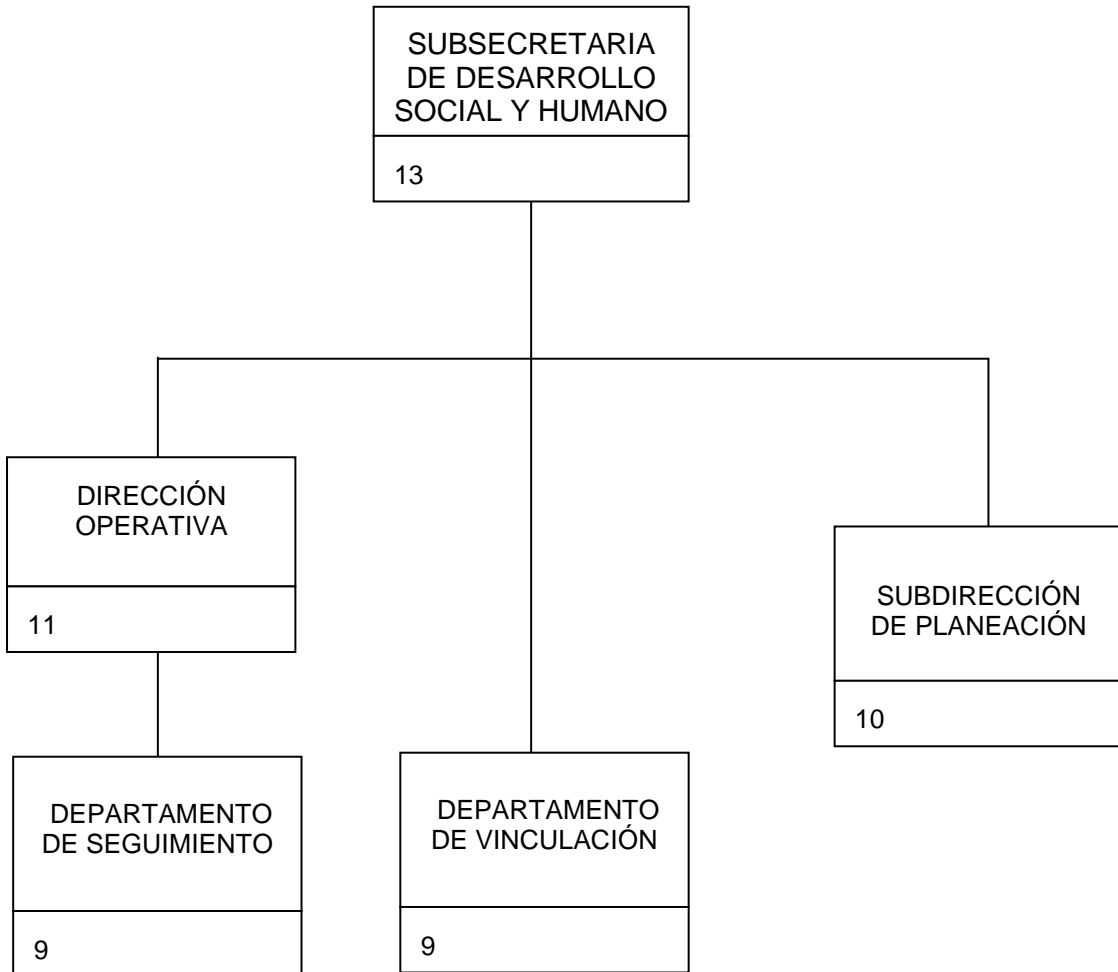 SUBSECRETARIA
DE DESARROLLO
SOCIAL Y HUMANO
13
DIRECCIÓN
OPERATIVA
11
SUBDIRECCIÓN
DE PLANEACIÓN
10
DEPARTAMENTO
DE SEGUIMIENTO
9
DEPARTAMENTO
DE VINCULACIÓN
9